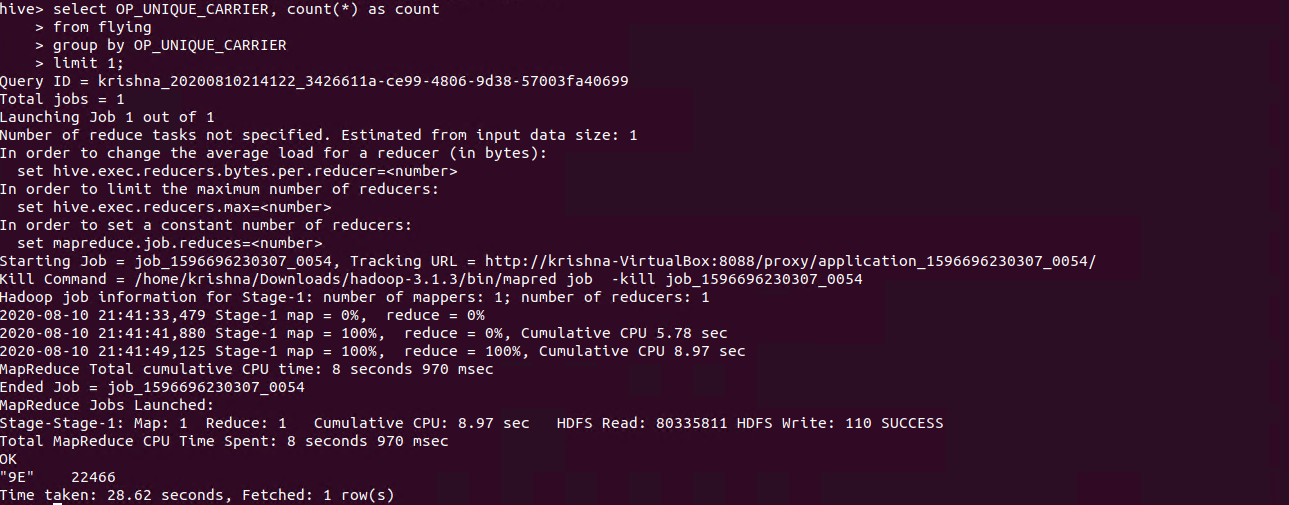 hive> select OP_UNIQUE_CARRIER, count(*) as count
    > from flying
    > group by OP_UNIQUE_CARRIER
    > limit 1;
Query ID = krishna_20200810214122_3426611a-ce99-4806-9d38-57003fa40699
Total jobs = 1
Launching Job 1 out of 1
Number of reduce tasks not specified. Estimated from input data size: 1
In order to change the average load for a reducer (in bytes):
  set hive.exec.reducers.bytes.per.reducer=<number>
In order to limit the maximum number of reducers:
  set hive.exec.reducers.max=<number>
In order to set a constant number of reducers:
  set mapreduce.job.reduces=<number>
Starting Job = job_1596696230307_0054, Tracking URL = http://krishna-VirtualBox:8088/proxy/application_1596696230307_0054/
Kill Command = /home/krishna/Downloads/hadoop-3.1.3/bin/mapred job  -kill job_1596696230307_0054
Hadoop job information for Stage-1: number of mappers: 1; number of reducers: 1
2020-08-10 21:41:33,479 Stage-1 map = 0%,  reduce = 0%
2020-08-10 21:41:41,880 Stage-1 map = 100%,  reduce = 0%, Cumulative CPU 5.78 sec
2020-08-10 21:41:49,125 Stage-1 map = 100%,  reduce = 100%, Cumulative CPU 8.97 sec
MapReduce Total cumulative CPU time: 8 seconds 970 msec
Ended Job = job_1596696230307_0054
MapReduce Jobs Launched:
Stage-Stage-1: Map: 1  Reduce: 1   Cumulative CPU: 8.97 sec   HDFS Read: 80335811 HDFS Write: 110 SUCCESS
Total MapReduce CPU Time Spent: 8 seconds 970 msec
OK
"9E"    22466
Time taken: 28.62 seconds, Fetched: 1 row(s)